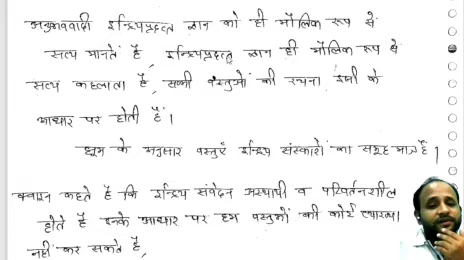 अनुभववादी इन्द्रियप्रदत्त ज्ञान को ही मौलिक रूप से
सत्य मानते है, इन्द्रियप्रदत्त ज्ञान ही मौलिक रूप से
सत्य कहलाता है, सभी वस्तुओं की रचना इसी के
आधार पर होती हैं।
ह्यूम के अनुसार वस्तुएँ इन्द्रिय संस्कारों का समूह मात्र हैं।
क्वाइन कहते है कि इन्द्रिय संवेदन अस्थायी व परिवर्तनशील
होते है इनके आधार पर हम वस्तुओं की कोई व्याख्या
नहीं कर सकते है,